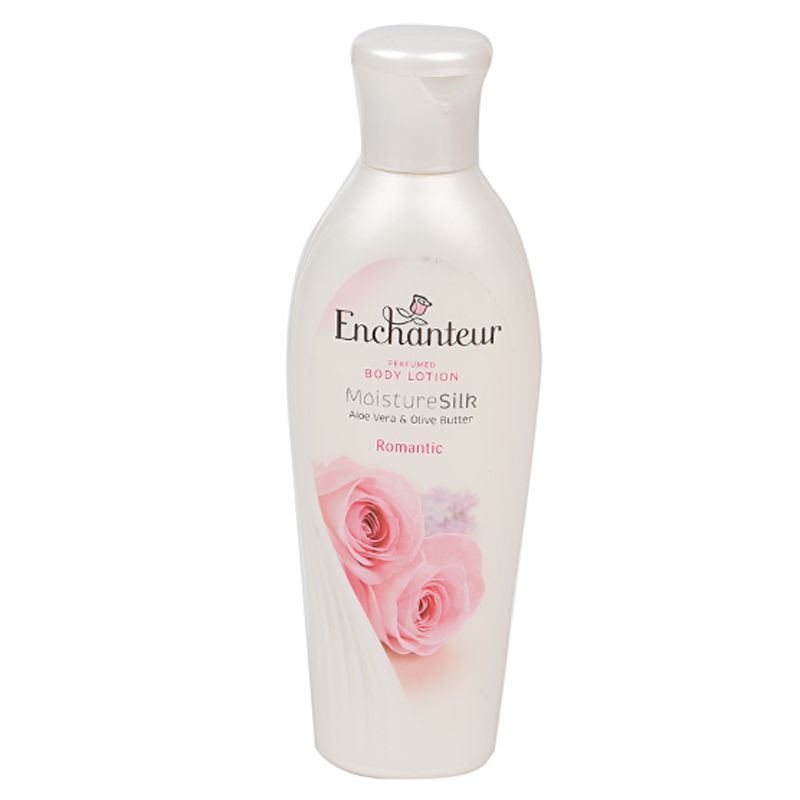 Enchanteur
PERFUMED
BODY LOTION
MoistureSilk
Aloe Vera & Olive Butter
Romantic